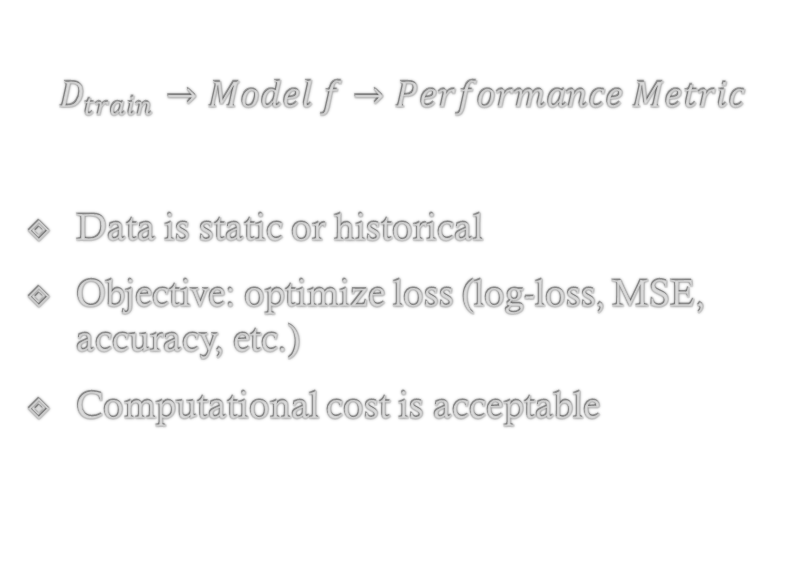 D_train → Model f → Performance Metric
❖ Data is static or historical
❖ Objective: optimize loss (log-loss, MSE,
accuracy, etc.)
❖ Computational cost is acceptable